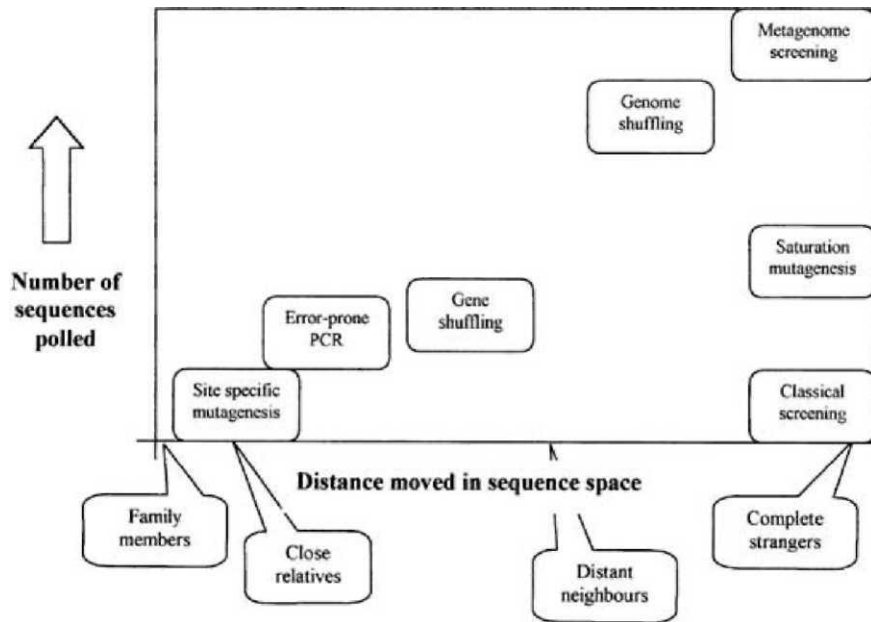 Metagenome
screening
Genome
shuffling
Saturation
mutagenesis
Number of
sequences
polled
Gene
shuffling
Error-prone
PCR
Site specific
mutagenesis
Classical
screening
Distance moved in sequence space
Family
members
Close
relatives
Distant
neighbours
Complete
strangers